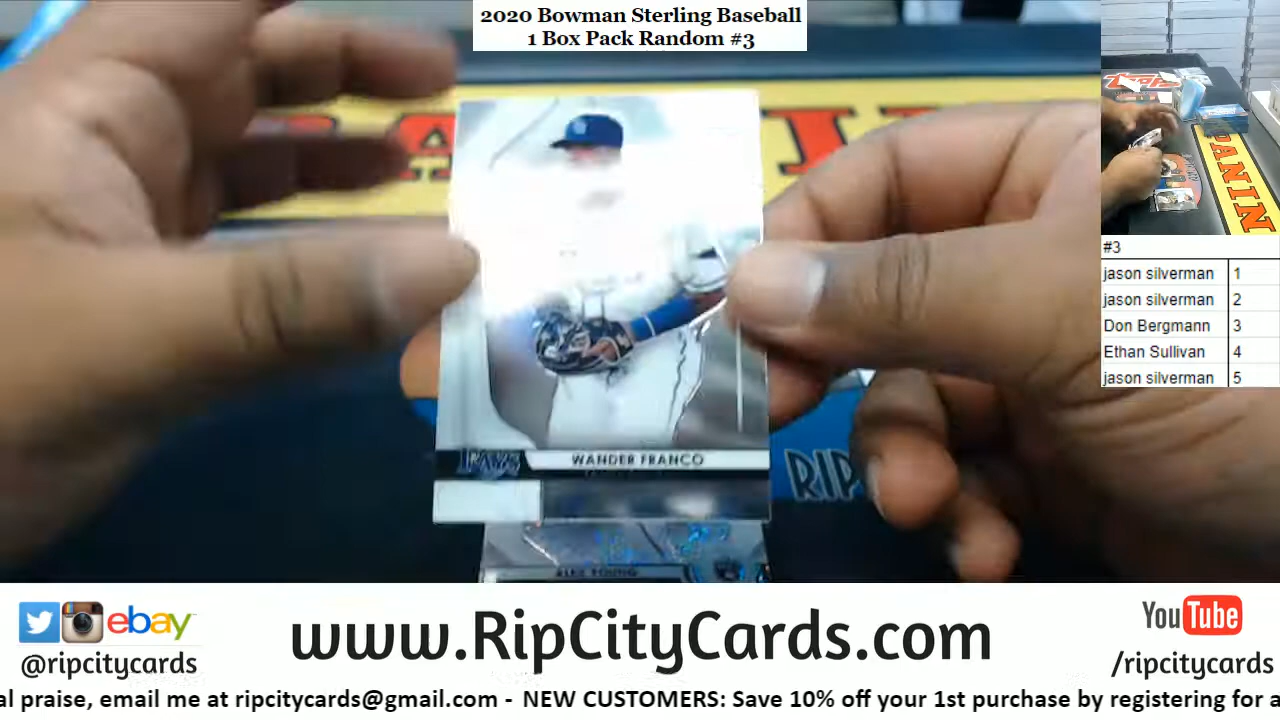 2020 Bowman Sterling Baseball
1 Box Pack Random #3
PANINI
WANDER FRANCO
RAYS
RIP
ALEX YOUNG
Topps
PANINI
#3
jason silverman 1
jason silverman 2
Don Bergmann 3
Ethan Sullivan 4
jason silverman 5
ebay
@ripcitycards
www.RipCityCards.com
YouTube
/ripcitycards
al praise, email me at ripcitycards@gmail.com - NEW CUSTOMERS: Save 10% off your 1st purchase by registering for a